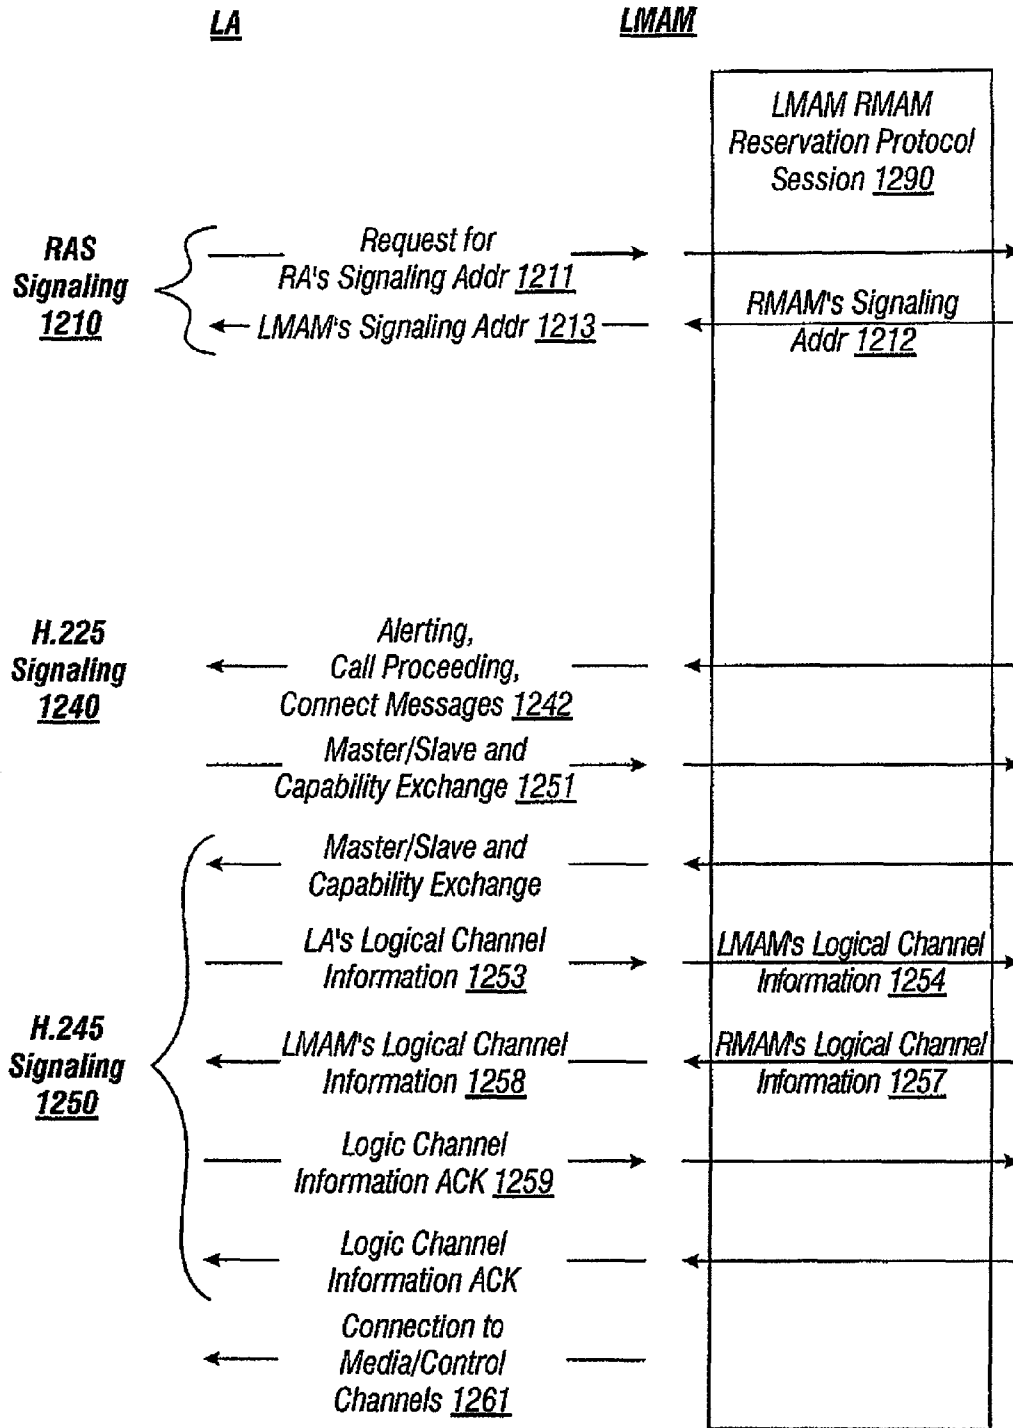 LA
LMAM
LMAM RMAM
Reservation Protocol
Session 1290
RAS
Signaling
1210
Request for
RA's Signaling Addr 1211
LMAM's Signaling Addr 1213
RMAM's Signaling
Addr 1212
H.225
Signaling
1240
Alerting,
Call Proceeding,
Connect Messages 1242
Master/Slave and
Capability Exchange 1251
Master/Slave and
Capability Exchange
LA's Logical Channel
Information 1253
LMAM's Logical Channel
Information 1254
H.245
Signaling
1250
LMAM's Logical Channel
Information 1258
RMAM's Logical Channel
Information 1257
Logic Channel
Information ACK 1259
Logic Channel
Information ACK
Connection to
Media/Control
Channels 1261